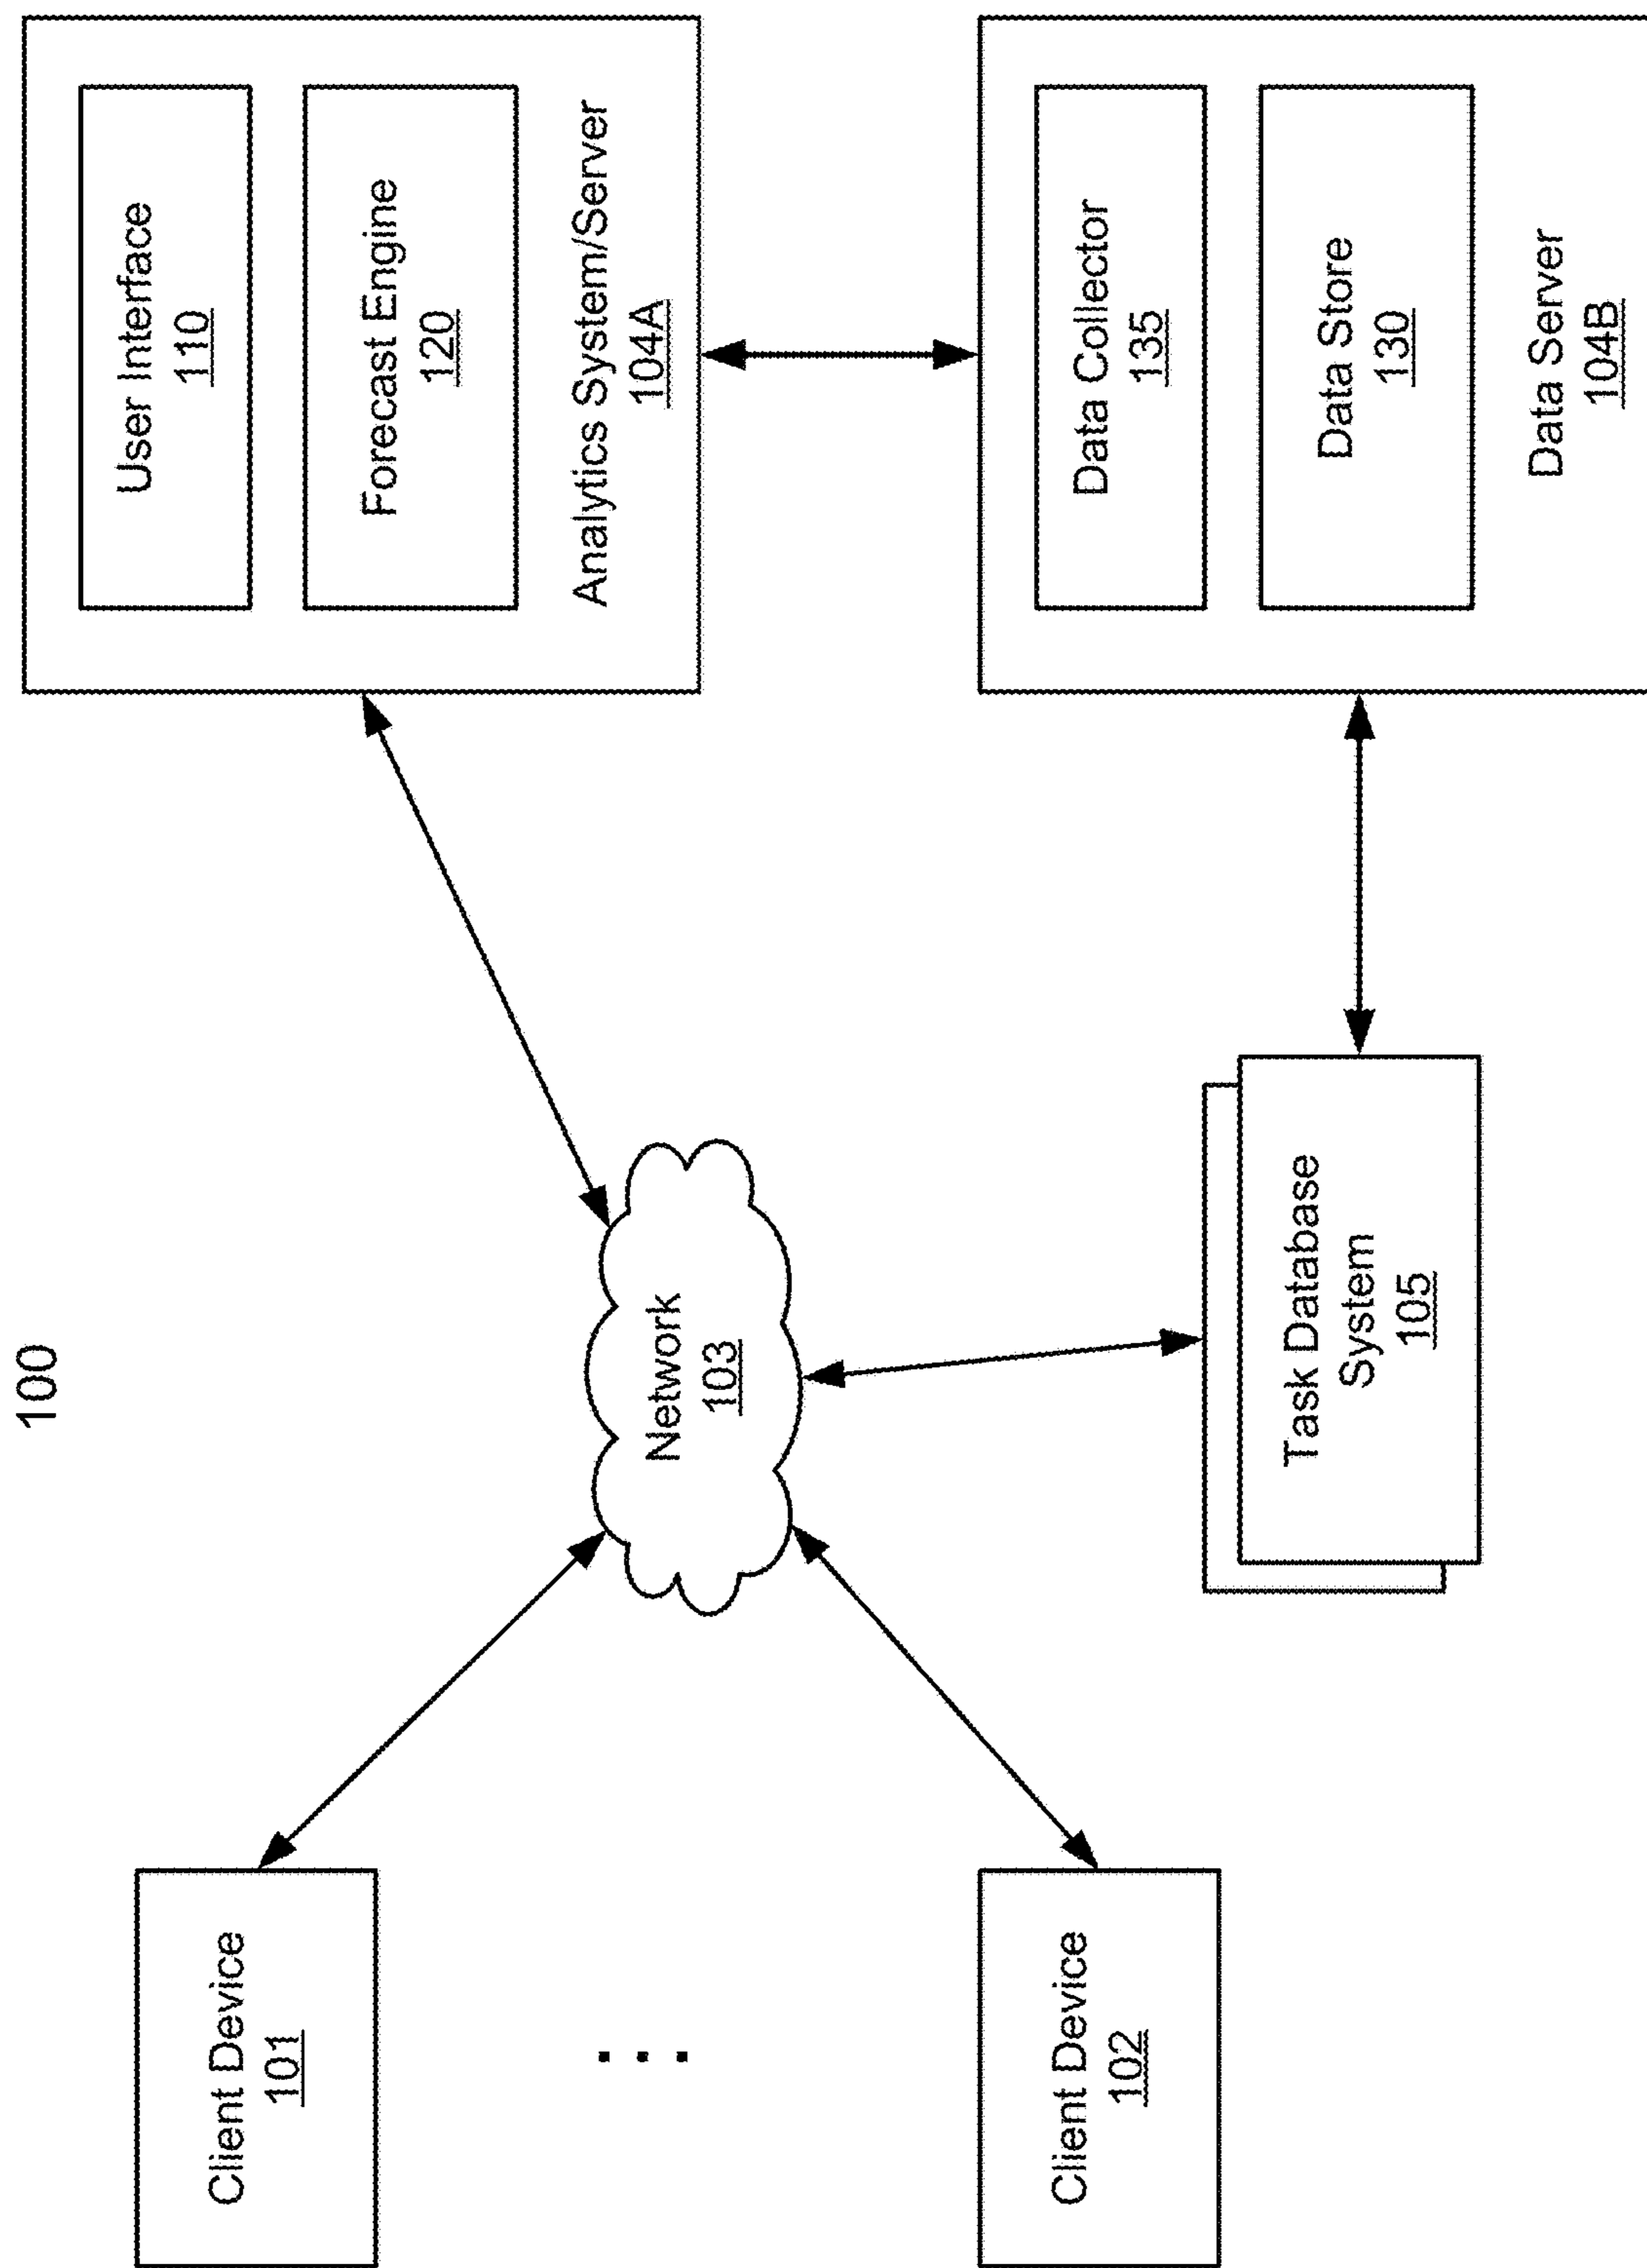 100
Client Device
101
Client Device
102
Network
103
Task Database
System
105
User Interface
110
Forecast Engine
120
Analytics System/Server
104A
Data Collector
135
Data Store
130
Data Server
104B